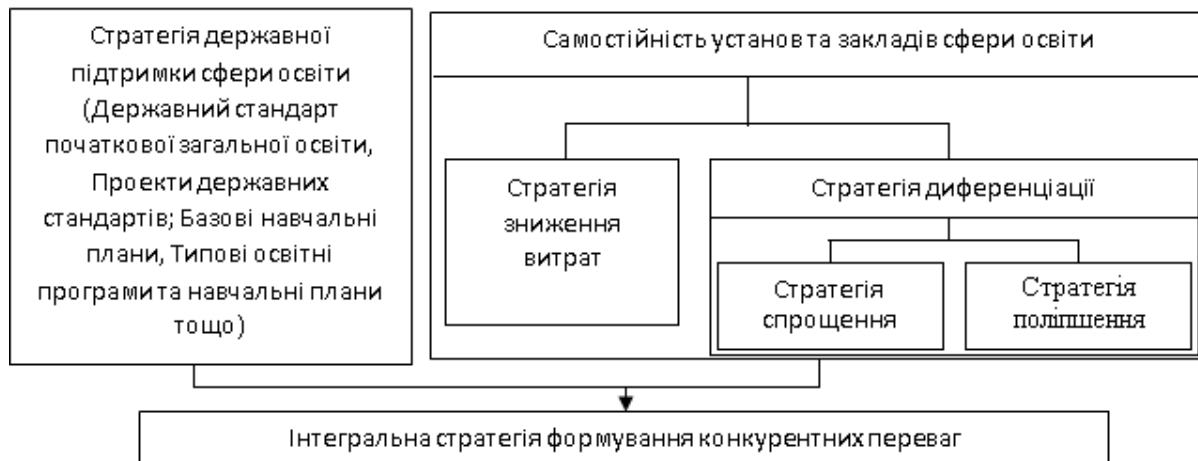 Стратегія державної
підтримки сфери освіти
(Державний стандарт
початкової загальної освіти,
Проекти державних
стандартів; Базові навчальні
плани, Типові освітні
програми та навчальні плани
тощо)
Самостійність установ та закладів сфери освіти
Стратегія
зниження
витрат
Стратегія диференціації
Стратегія
спрощення
Стратегія
поліпшення
Інтегральна стратегія формування конкурентних переваг